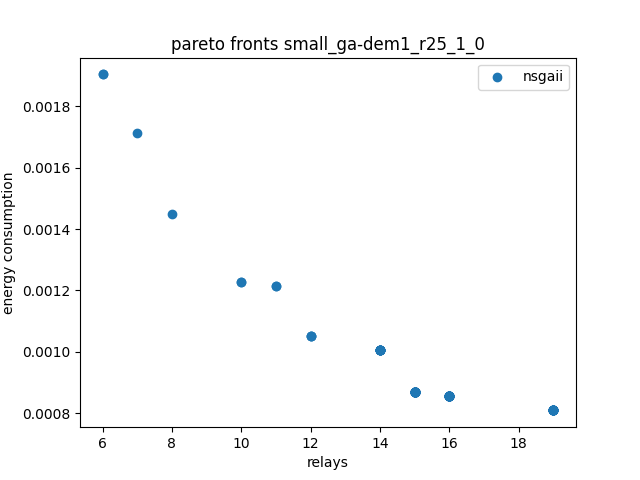 pareto fronts small_ga-dem1_r25_1_0
nsgaii
energy consumption
0.0018
0.0016
0.0014
0.0012
0.0010
0.0008
6 8 10 12 14 16 18
relays